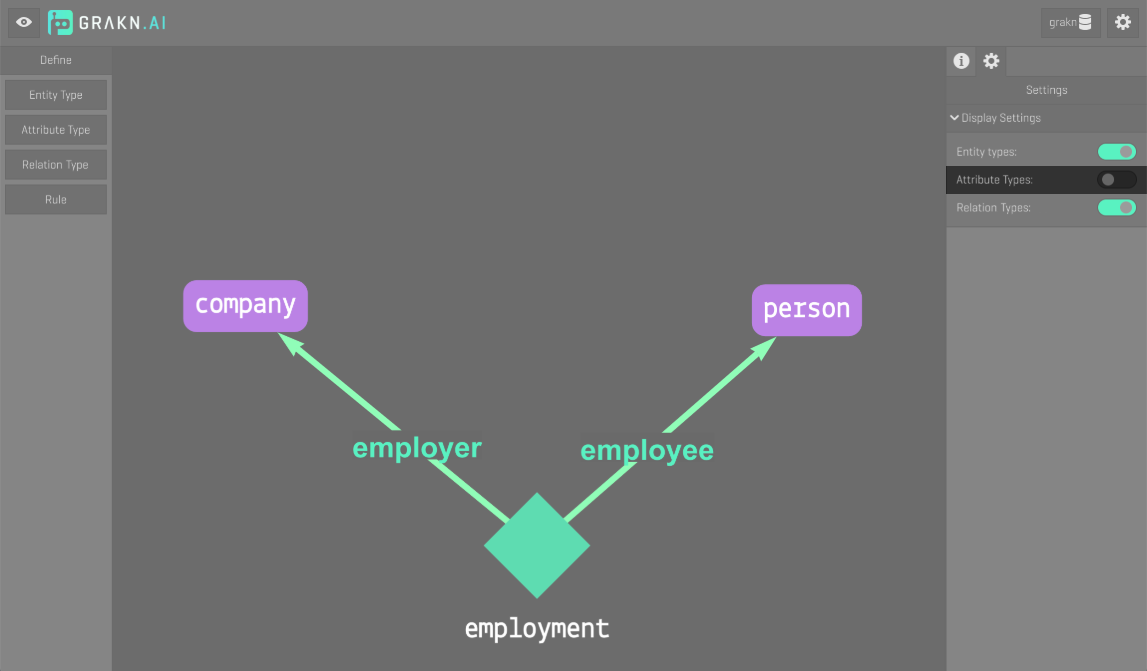 GRAKN.AI
grakn
Define
Entity Type
Attribute Type
Relation Type
Rule
Settings
Display Settings
Entity types:
Attribute Types:
Relation Types:
company
person
employer
employee
employment